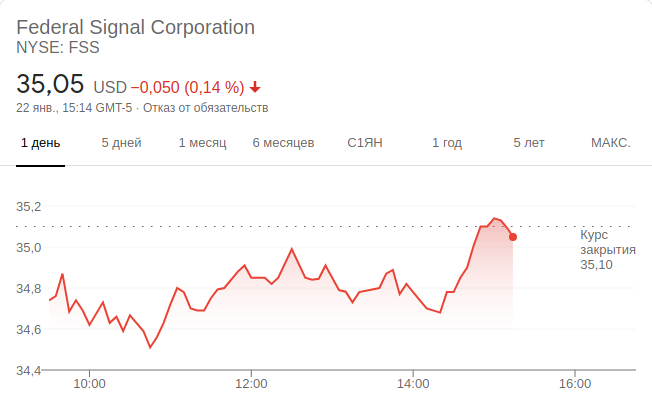 Federal Signal Corporation
NYSE: FSS
35,05 USD −0,050 (0,14 %)
22 янв., 15:14 GMT-5 · Отказ от обязательств
1 день 5 дней 1 месяц 6 месяцев С1ЯН 1 год 5 лет МАКС.
35,2
35,0
34,8
34,6
34,4
Курс
закрытия
35,10
10:00 12:00 14:00 16:00